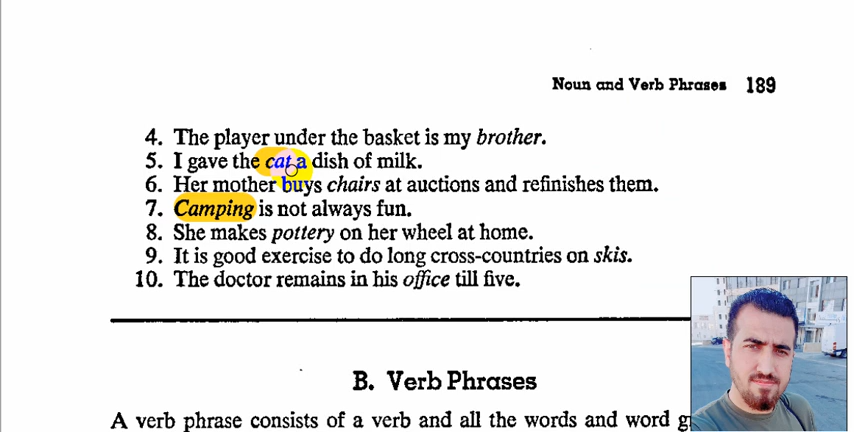 Noun and Verb Phrases 189
4. The player under the basket is my brother.
5. I gave the cat a dish of milk.
6. Her mother buys chairs at auctions and refinishes them.
7. Camping is not always fun.
8. She makes pottery on her wheel at home.
9. It is good exercise to do long cross-countries on skis.
10. The doctor remains in his office till five.
B. Verb Phrases
A verb phrase consists of a verb and all the words and word